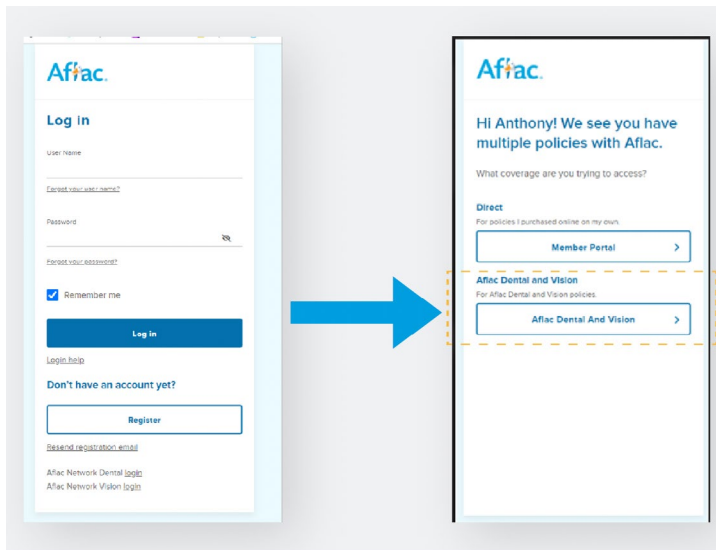 Aflac.
Log in
User Name
Forgot your user name?
Password
Forgot your password?
Remember me
Log in
Login help
Don't have an account yet?
Register
Resend registration email
Aflac Network Dental login
Aflac Network Vision login
Aflac.
Hi Anthony! We see you have
multiple policies with Aflac.
What coverage are you trying to access?
Direct
For policies I purchased online on my own.
Member Portal
Aflac Dental and Vision
For Aflac Dental and Vision policies.
Aflac Dental And Vision